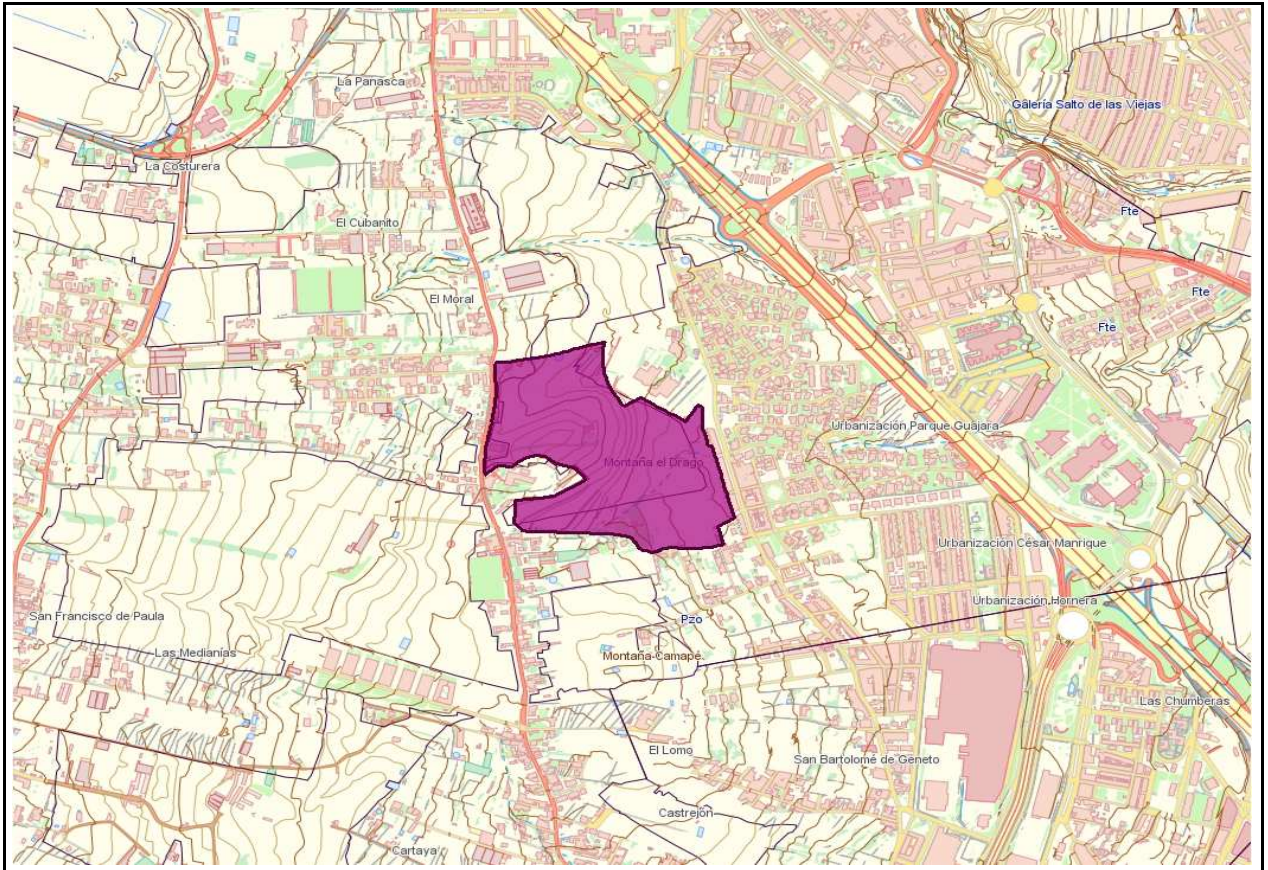 La Panasca
Galería Salto de las Viejas
La Costurera
El Cubanito
Fte
El Moral
Fte
Fte
Urbanización Parque Guajara
Montaña el Drago
Urbanización César Manrique
Urbanización Hornera
San Francisco de Paula
Pzo
Las Medianías
Montaña Camapé
Las Chumberas
El Lomo
San Bartolomé de Geneto
Castrejón
Cartaya